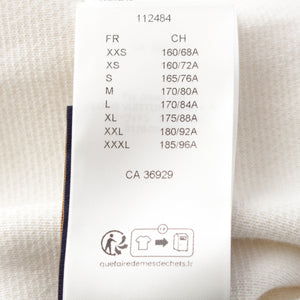 112484
FR CH
XXS 160/68A
XS 160/72A
S 165/76A
M 170/80A
L 170/84A
XL 175/88A
XXL 180/92A
XXXL 185/96A
CA 36929
quefairedemesdechets.fr